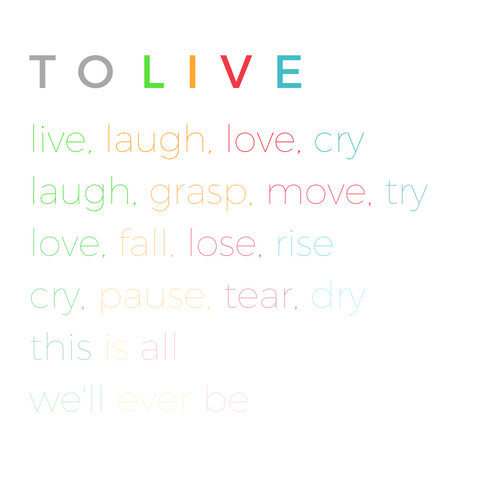 TO LIVE
live, laugh, love, cry
laugh, grasp, move, try
love, fall, lose, rise
cry, pause, tear, dry
this is all
we'll ever be